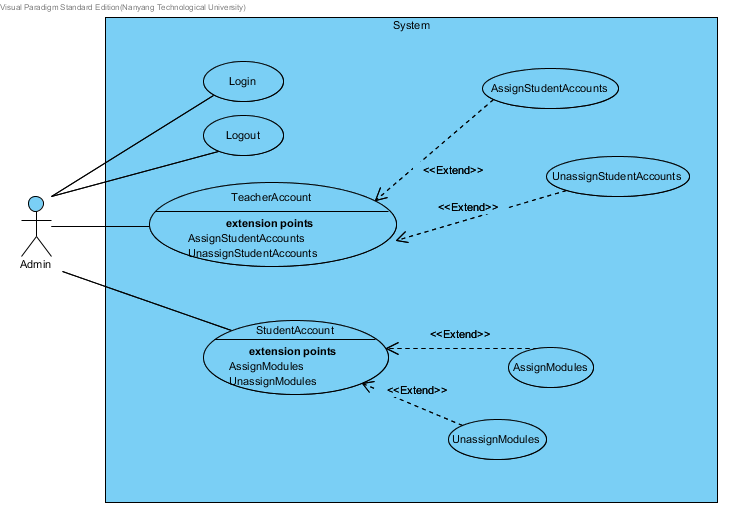 Visual Paradigm Standard Edition(Nanyang Technological University)
System
Login
AssignStudentAccounts
Logout
<<Extend>>
UnassignStudentAccounts
TeacherAccount
<<Extend>>
extension points
AssignStudentAccounts
UnassignStudentAccounts
Admin
StudentAccount
<<Extend>>
extension points
AssignModules
AssignModules
UnassignModules
<<Extend>>
UnassignModules